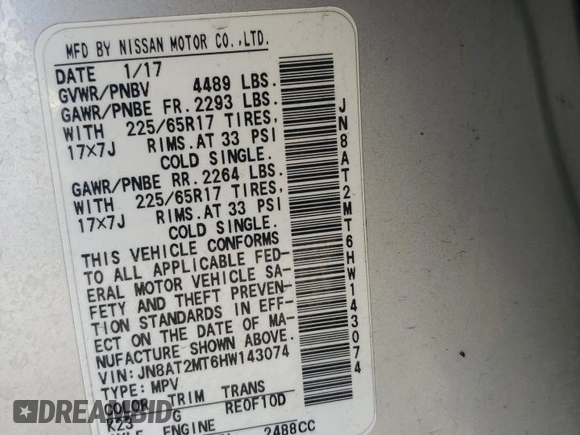 MFD BY NISSAN MOTOR CO.,LTD.
DATE 1/17
GVWR/PNBV 4489 LBS.
GAWR/PNBE FR. 2293 LBS.
WITH 225/65R17 TIRES,
17×7J RIMS.AT 33 PSI
COLD SINGLE.
GAWR/PNBE RR. 2264 LBS.
WITH 225/65R17 TIRES,
17×7J RIMS.AT 33 PSI
COLD SINGLE.
THIS VEHICLE CONFORMS
TO ALL APPLICABLE FED-
ERAL MOTOR VEHICLE SA-
FETY AND THEFT PREVEN-
TION STANDARDS IN EFF-
ECT ON THE DATE OF MA-
NUFACTURE SHOWN ABOVE.
VIN: JN8AT2MT6HW143074
TYPE: MPV
COLOR TRIM TRANS
K23 G RE0F10D
ENGINE
2488CC
JN8AT2MT6HW143074
DREAMBID